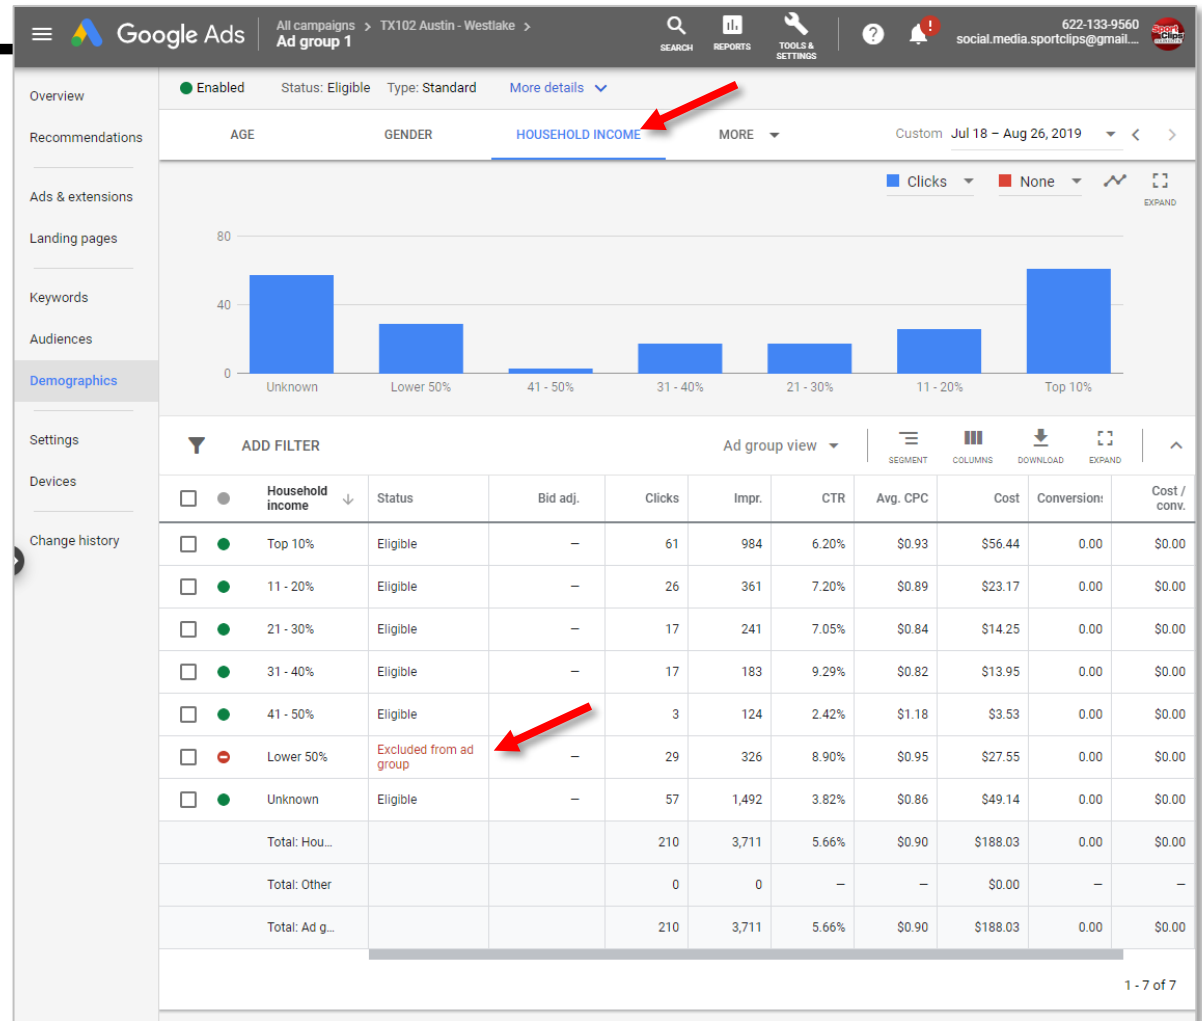 Google Ads
All campaigns > TX102 Austin - Westlake >
Ad group 1
SEARCH
REPORTS
TOOLS & SETTINGS
?
!
622-133-9560
social.media.sportclips@gmail....
Sport Clips
Overview
Recommendations
Ads & extensions
Landing pages
Keywords
Audiences
Demographics
Settings
Devices
Change history
Enabled Status: Eligible Type: Standard More details
AGE GENDER HOUSEHOLD INCOME MORE Custom Jul 18 – Aug 26, 2019
Clicks None EXPAND
80
40
0
Unknown Lower 50% 41 - 50% 31 - 40% 21 - 30% 11 - 20% Top 10%
ADD FILTER Ad group view SEGMENT COLUMNS DOWNLOAD EXPAND
Household income Status Bid adj. Clicks Impr. CTR Avg. CPC Cost Conversions Cost / conv.
Top 10% Eligible – 61 984 6.20% $0.93 $56.44 0.00 $0.00
11 - 20% Eligible – 26 361 7.20% $0.89 $23.17 0.00 $0.00
21 - 30% Eligible – 17 241 7.05% $0.84 $14.25 0.00 $0.00
31 - 40% Eligible – 17 183 9.29% $0.82 $13.95 0.00 $0.00
41 - 50% Eligible – 3 124 2.42% $1.18 $3.53 0.00 $0.00
Lower 50% Excluded from ad group – 29 326 8.90% $0.95 $27.55 0.00 $0.00
Unknown Eligible – 57 1,492 3.82% $0.86 $49.14 0.00 $0.00
Total: Hou... 210 3,711 5.66% $0.90 $188.03 0.00 $0.00
Total: Other 0 0 – – $0.00 – –
Total: Ad g... 210 3,711 5.66% $0.90 $188.03 0.00 $0.00
1 - 7 of 7